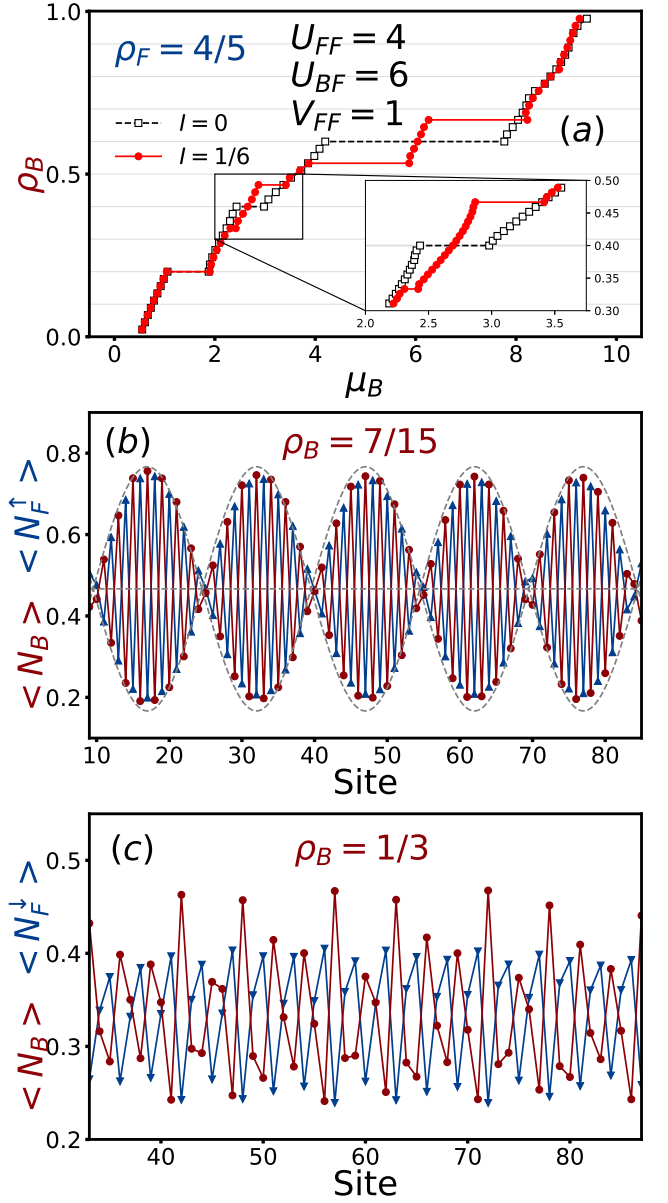 1.0
0.5
0.0
ρ_B
ρ_F = 4/5
U_FF = 4
U_BF = 6
V_FF = 1
(a)
I = 0
I = 1/6
0.50
0.45
0.40
0.35
0.30
2.0 2.5 3.0 3.5
0 2 4 6 8 10
μ_B
(b)
ρ_B = 7/15
0.8
0.6
0.4
0.2
< N_B > < N_F^↑ >
10 20 30 40 50 60 70 80
Site
(c)
ρ_B = 1/3
0.5
0.4
0.3
0.2
< N_B > < N_F^↓ >
40 50 60 70 80
Site